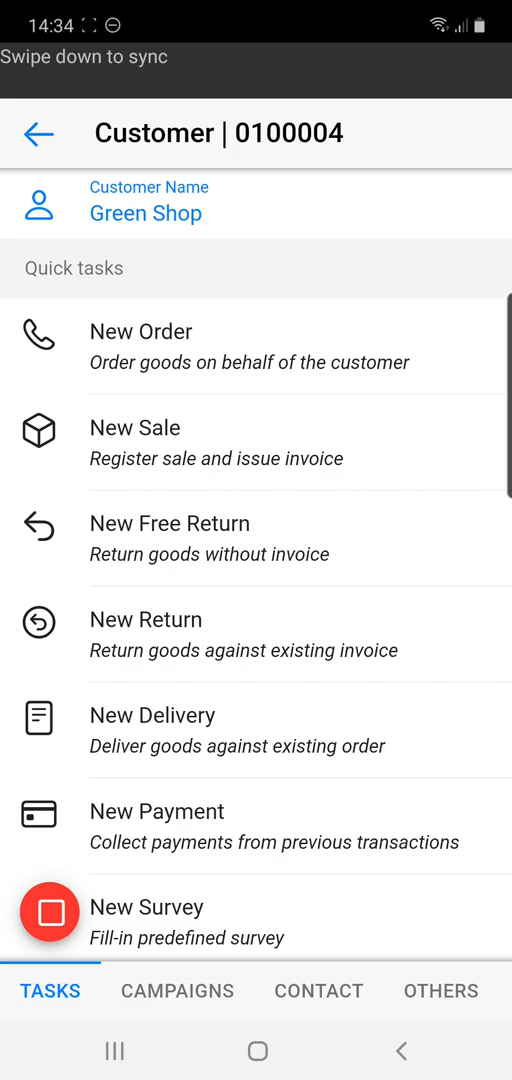 14:34
Swipe down to sync
Customer | 0100004
Customer Name
Green Shop
Quick tasks
New Order
Order goods on behalf of the customer
New Sale
Register sale and issue invoice
New Free Return
Return goods without invoice
New Return
Return goods against existing invoice
New Delivery
Deliver goods against existing order
New Payment
Collect payments from previous transactions
New Survey
Fill-in predefined survey
TASKS CAMPAIGNS CONTACT OTHERS